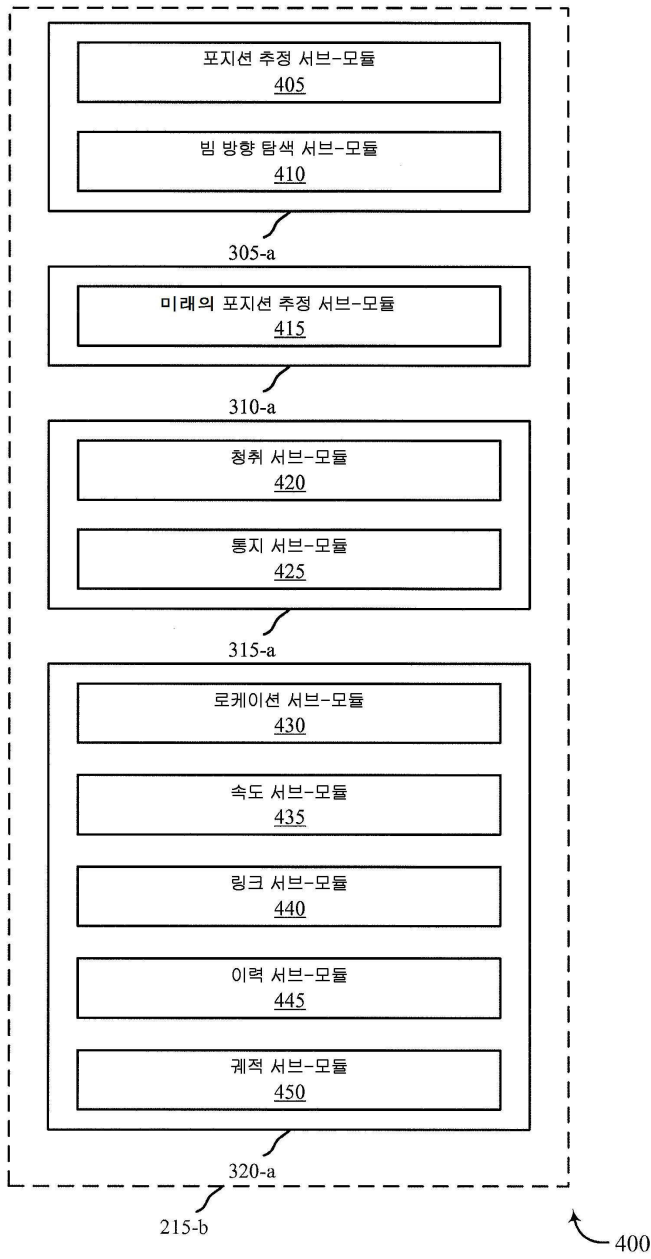 포지션 추정 서브-모듈
405
빔 방향 탐색 서브-모듈
410
305-a
미래의 포지션 추정 서브-모듈
415
310-a
청취 서브-모듈
420
통지 서브-모듈
425
315-a
로케이션 서브-모듈
430
속도 서브-모듈
435
링크 서브-모듈
440
이력 서브-모듈
445
궤적 서브-모듈
450
320-a
215-b
400